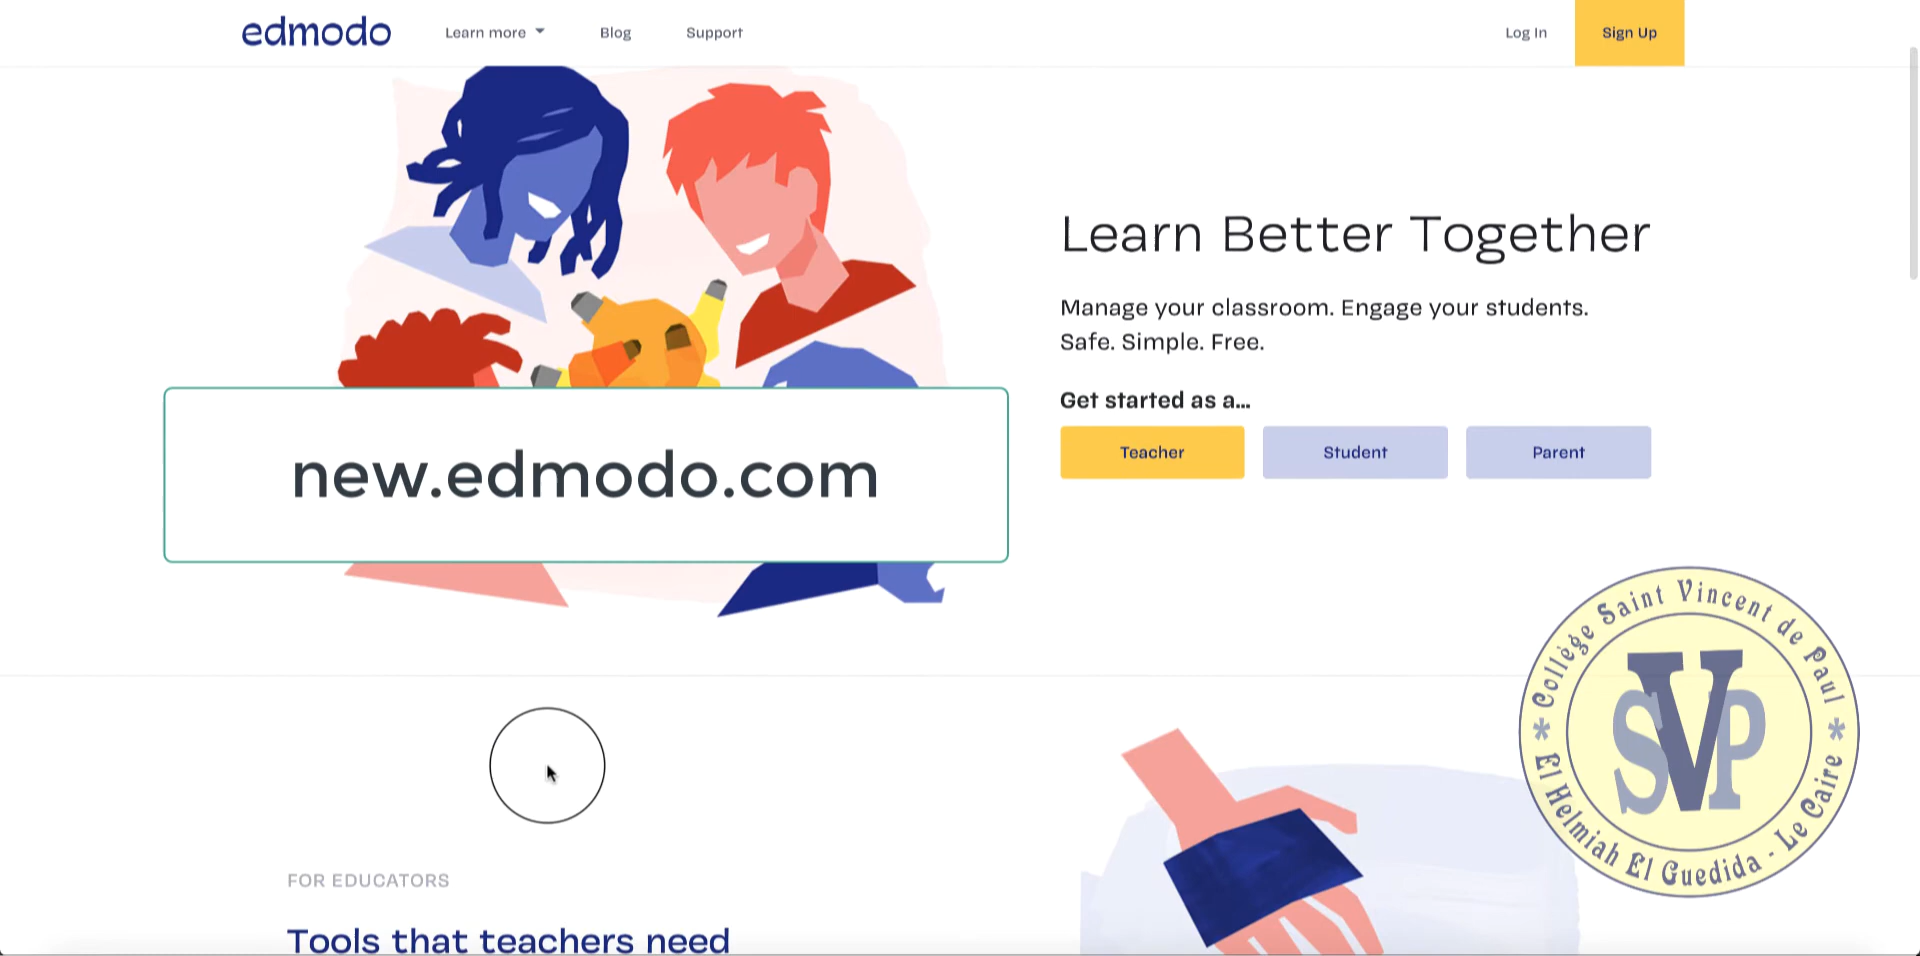 edmodo
Learn more
Blog
Support
Log In
Sign Up
Learn Better Together
Manage your classroom. Engage your students.
Safe. Simple. Free.
Get started as a...
Teacher
Student
Parent
new.edmodo.com
* Collège Saint Vincent de Paul *
SVP
El Helmiah El Guedida - Le Caire
FOR EDUCATORS
Tools that teachers need